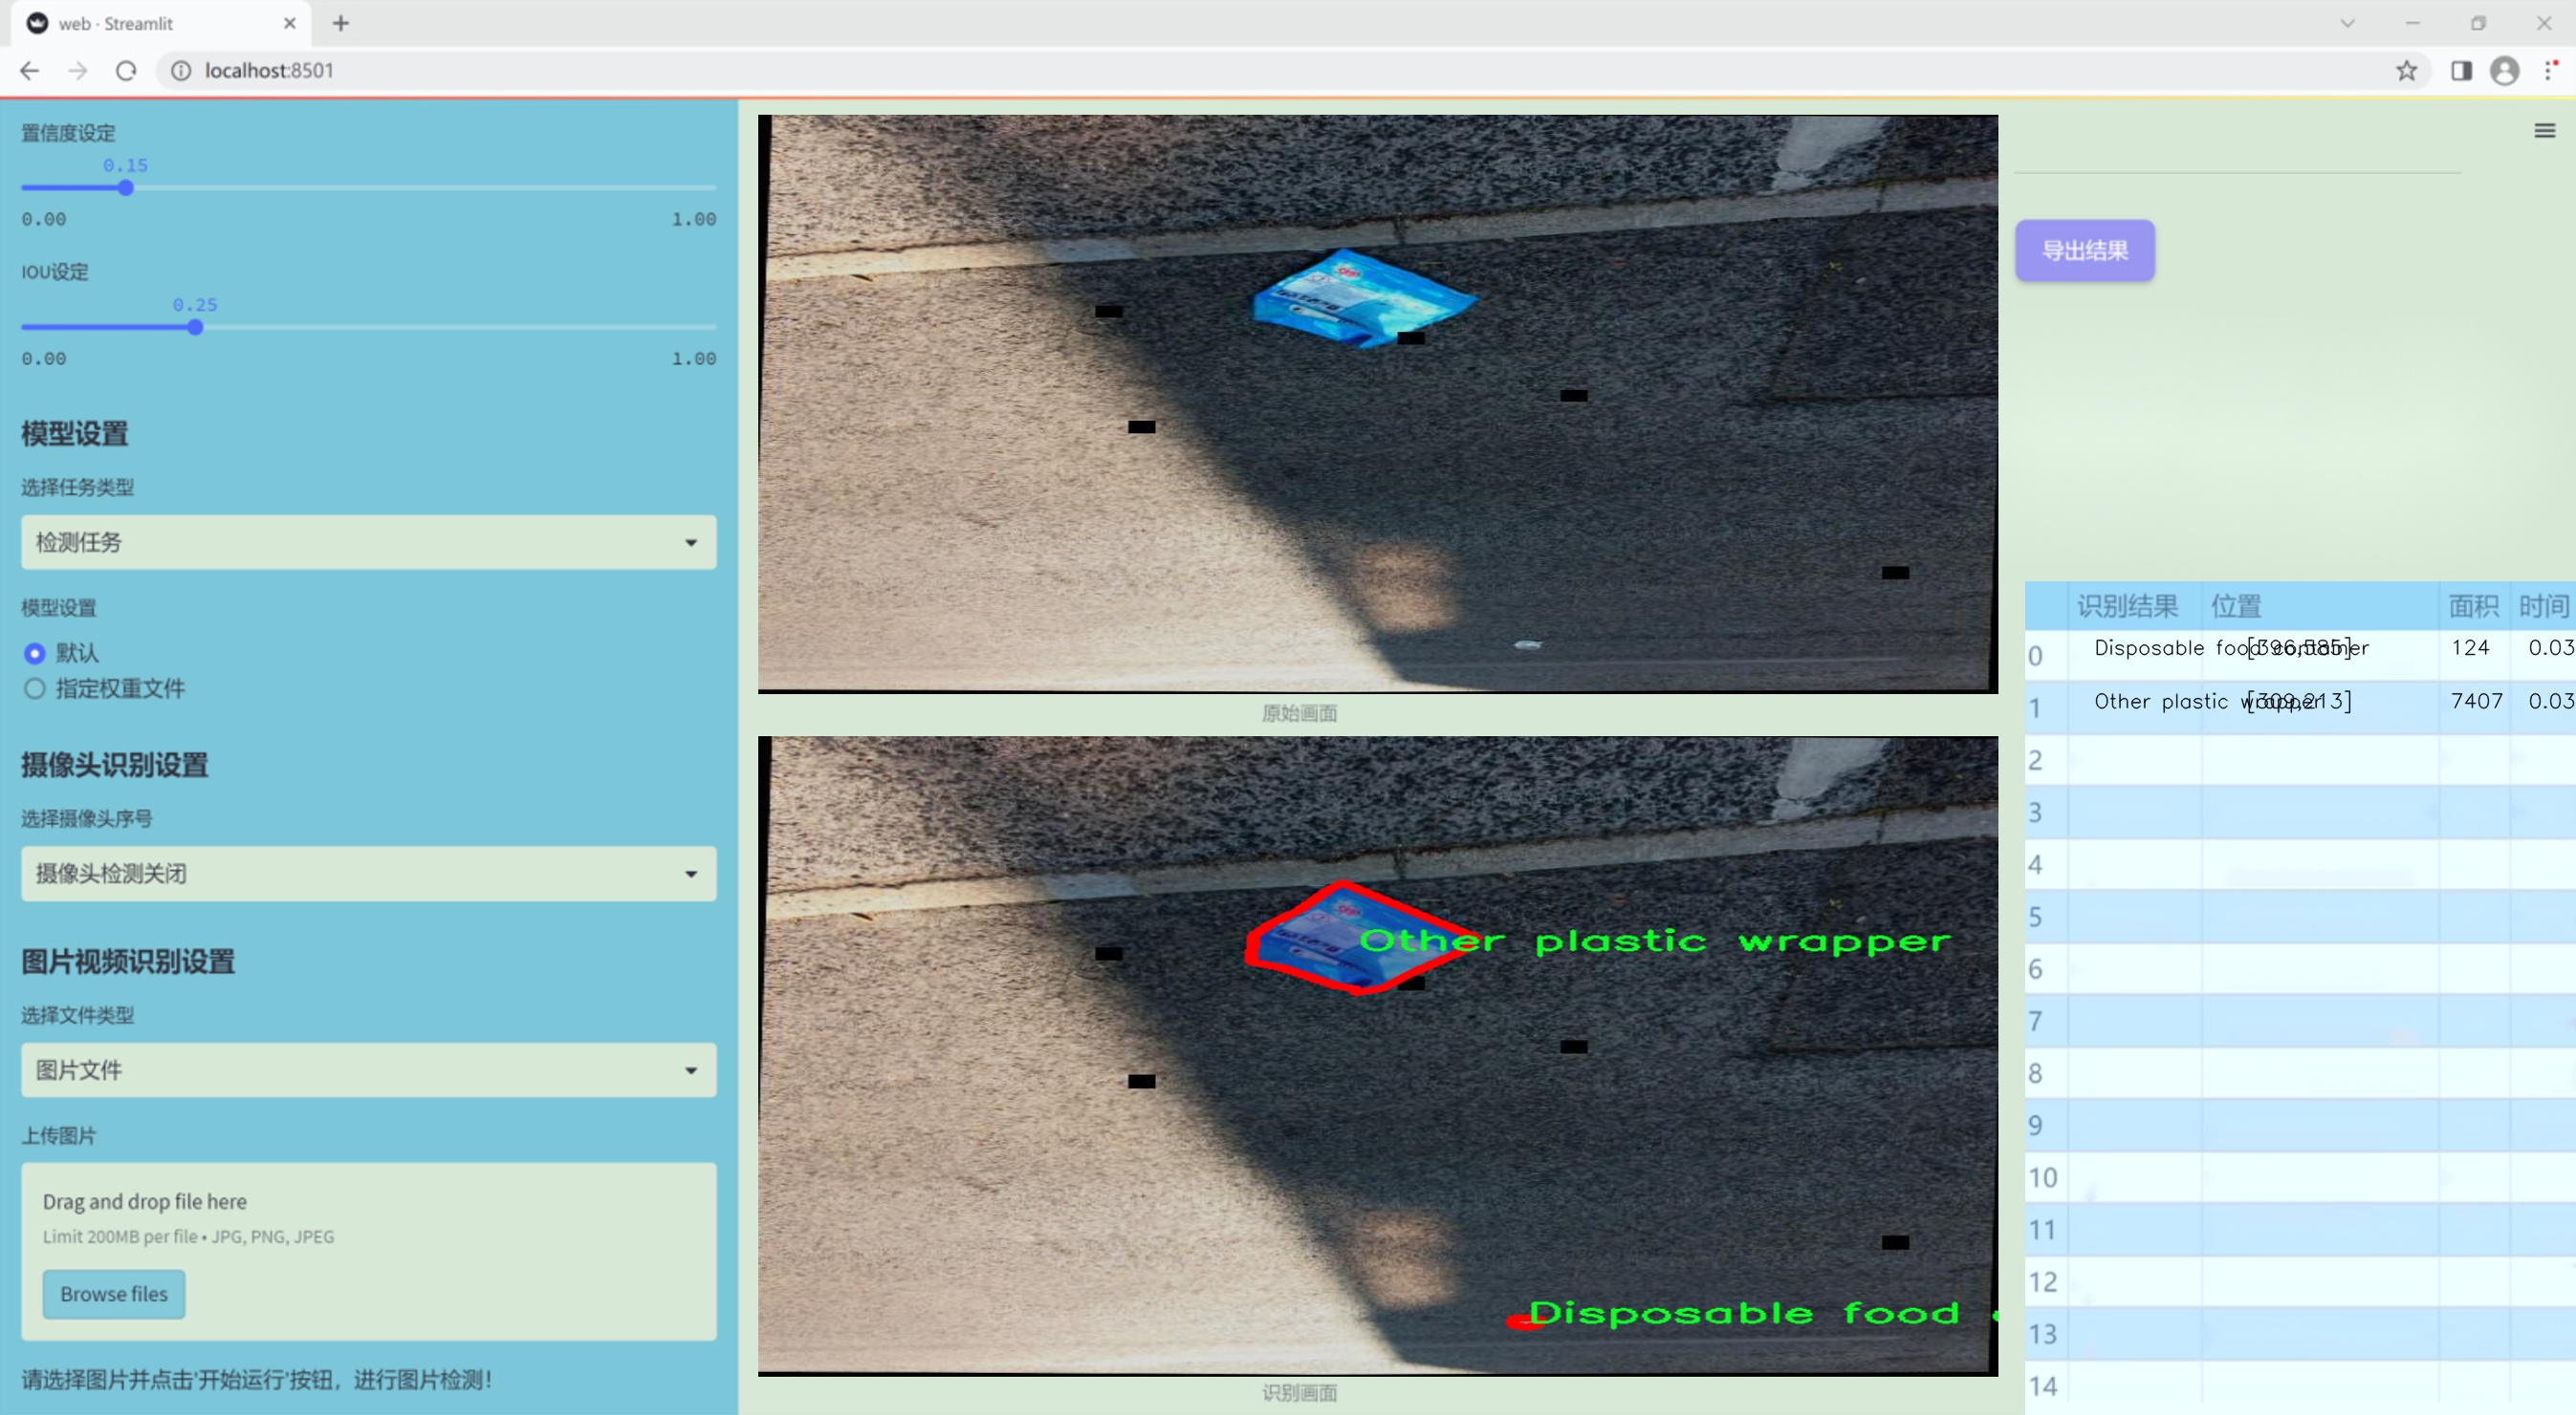 web · Streamlit
localhost:8501
置信度设定
0.15
0.00 1.00
IOU设定
0.25
0.00 1.00
模型设置
选择任务类型
检测任务
模型设置
默认
指定权重文件
摄像头识别设置
选择摄像头序号
摄像头检测关闭
图片视频识别设置
选择文件类型
图片文件
上传图片
Drag and drop file here
Limit 200MB per file • JPG, PNG, JPEG
Browse files
请选择图片并点击'开始运行'按钮，进行图片检测！
原始画面
Other plastic wrapper
Disposable food
识别画面
导出结果
识别结果 位置 面积 时间
0 Disposable food container [396,585] 124 0.03
1 Other plastic wrapper [309,213] 7407 0.03
2
3
4
5
6
7
8
9
10
11
12
13
14